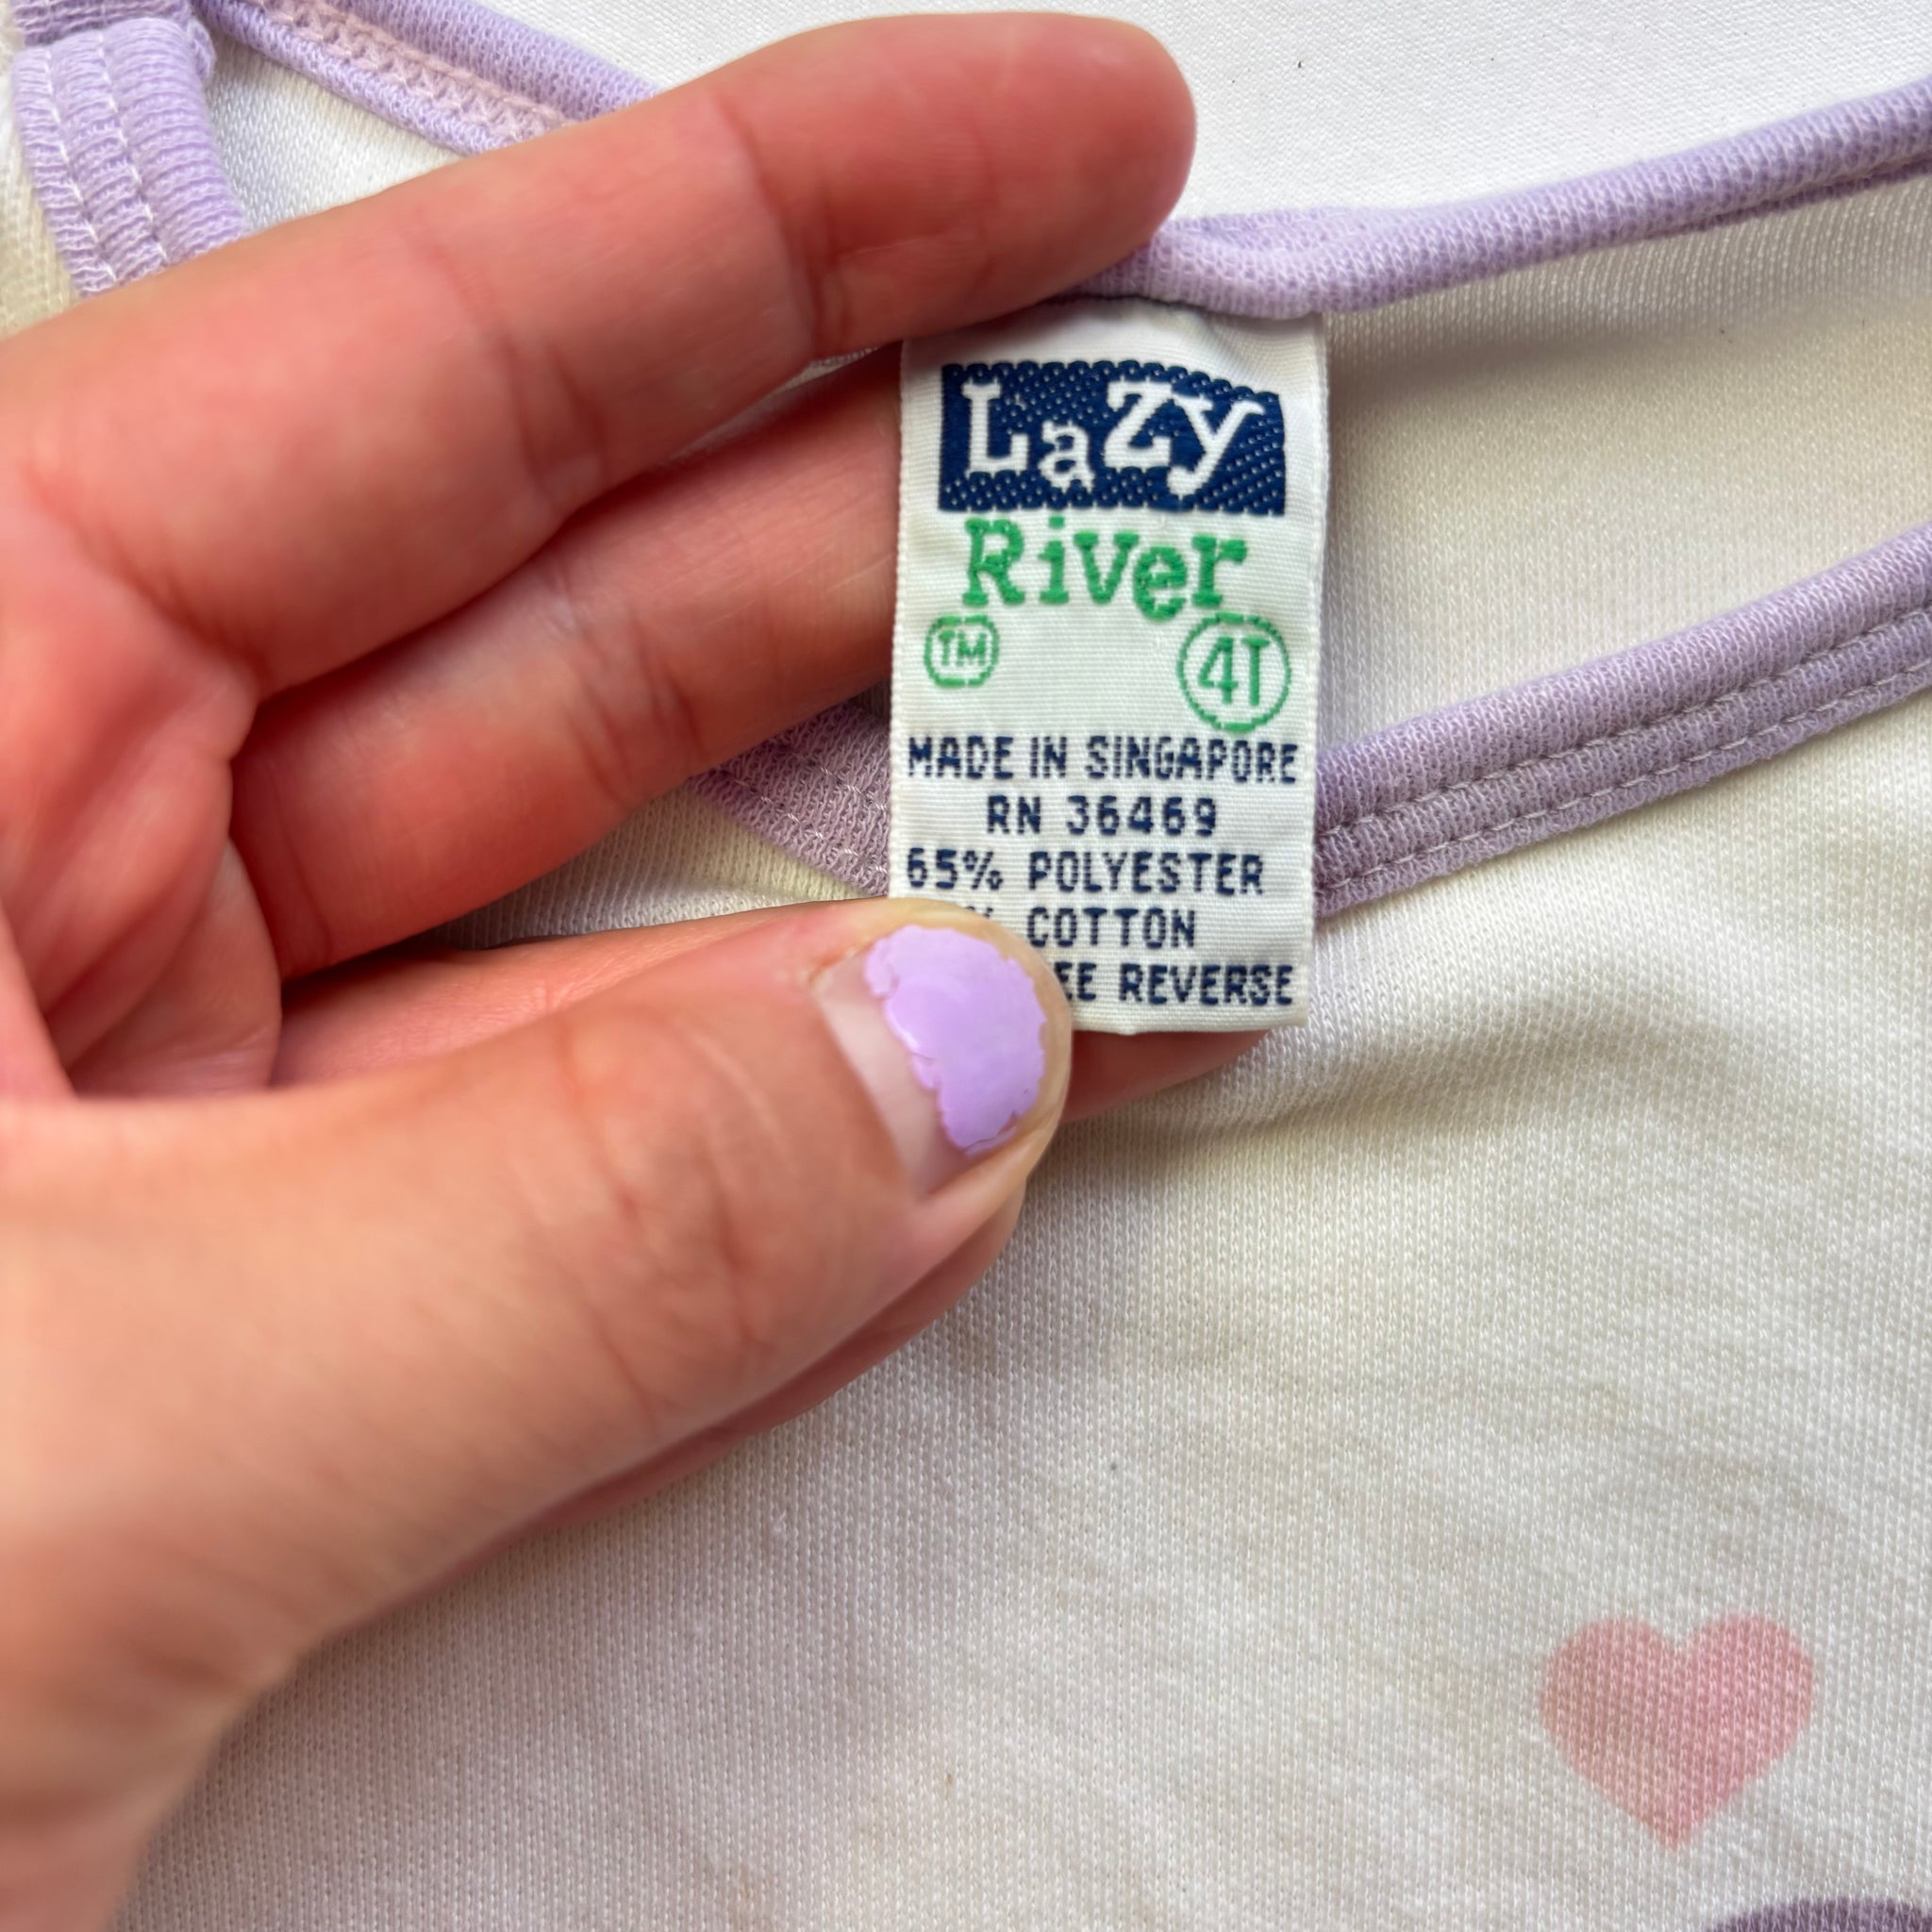 Lazy
River
TM 4T
MADE IN SINGAPORE
RN 36469
65% POLYESTER
% COTTON
REVERSE